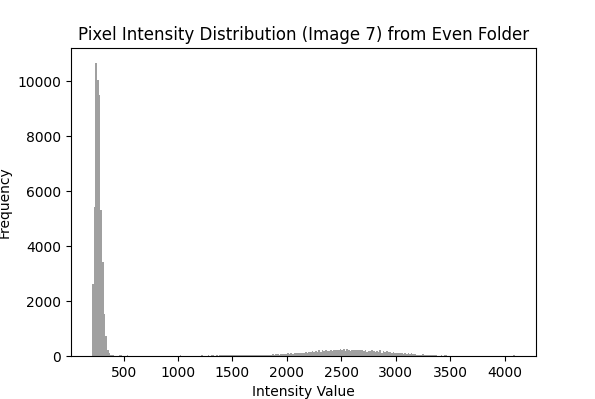 Pixel Intensity Distribution (Image 7) from Even Folder
10000
8000
6000
4000
2000
0
Frequency
500 1000 1500 2000 2500 3000 3500 4000
Intensity Value